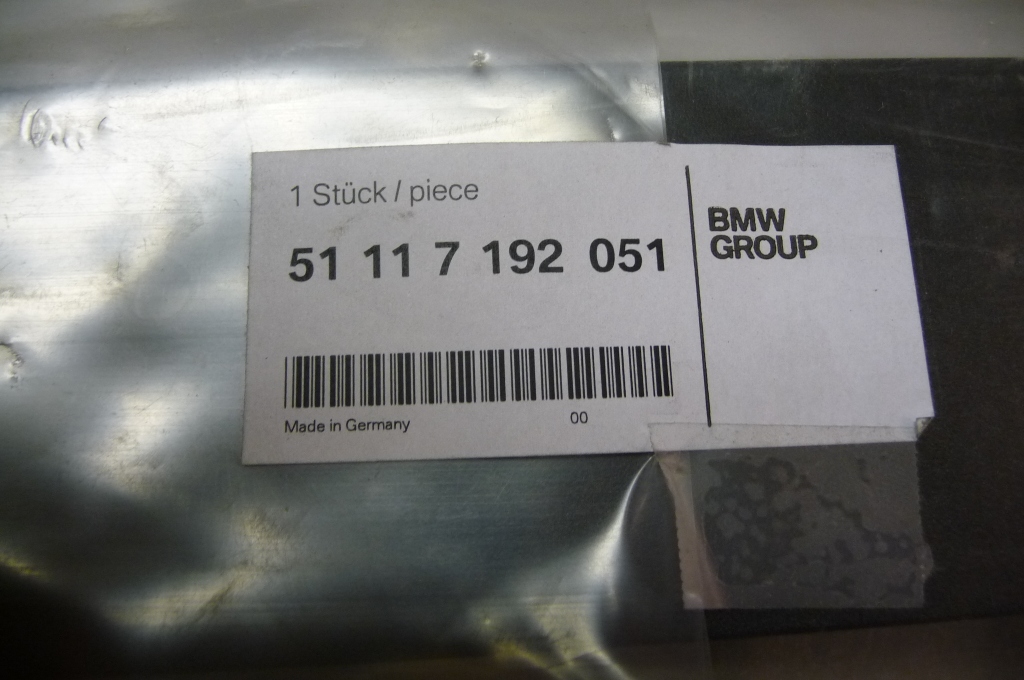 1 Stück / piece
51 11 7 192 051
BMW
GROUP
Made in Germany
00